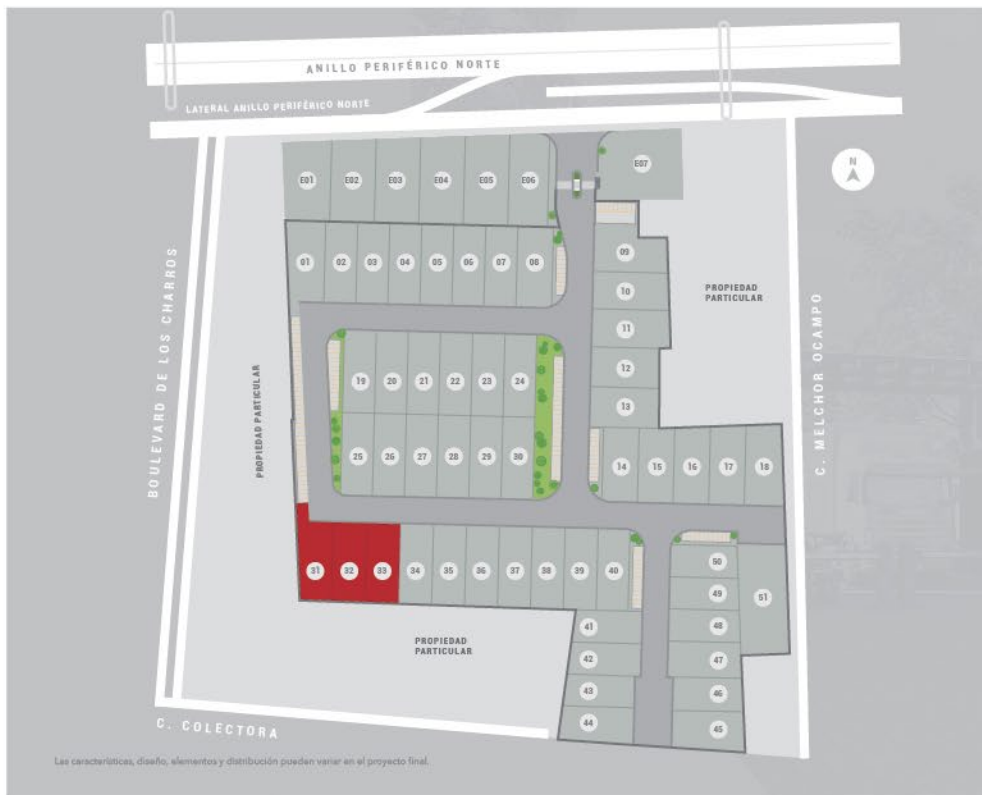 ANILLO PERIFÉRICO NORTE
LATERAL ANILLO PERIFÉRICO NORTE
E01 E02 E03 E04 E05 E06 E07
N
01 02 03 04 05 06 07 08
09
10
11
12
13
PROPIEDAD
PARTICULAR
BOULEVARD DE LOS CHARROS
C. MELCHOR OCAMPO
PROPIEDAD PARTICULAR
19 20 21 22 23 24
25 26 27 28 29 30
14 15 16 17 18
31 32 33 34 35 36 37 38 39 40
50
49
48
47
46
45
51
41
42
43
44
PROPIEDAD
PARTICULAR
C. COLECTORA
Las características, diseño, elementos y distribución pueden variar en el proyecto final.